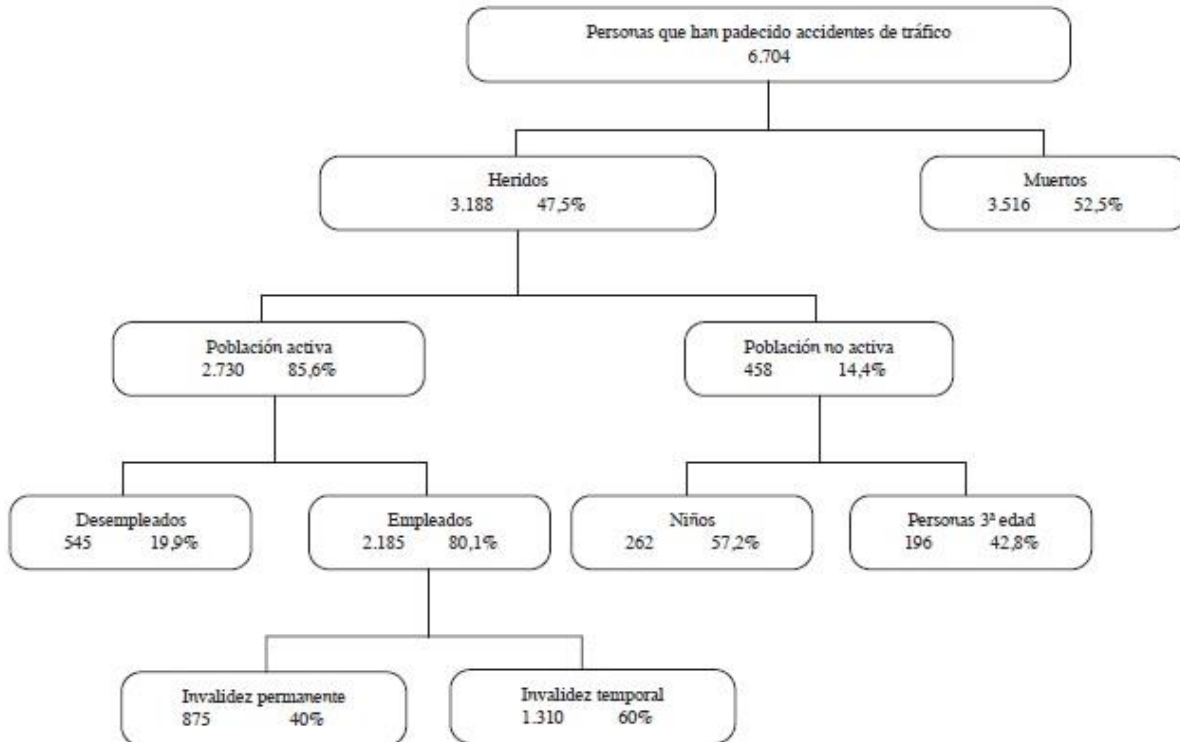 Personas que han padecido accidentes de tráfico
6.704
Heridos
3.188 47,5%
Muertos
3.516 52,5%
Población activa
2.730 85,6%
Población no activa
458 14,4%
Desempleados
545 19,9%
Empleados
2.185 80,1%
Niños
262 57,2%
Personas 3ª edad
196 42,8%
Invalidez permanente
875 40%
Invalidez temporal
1.310 60%